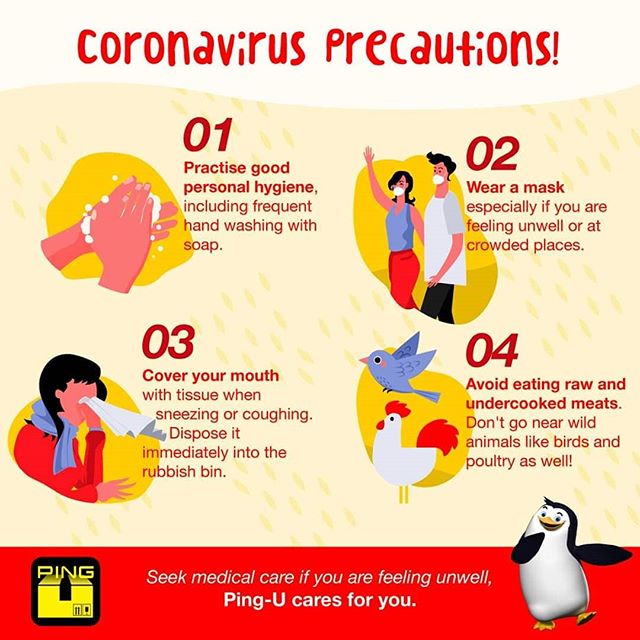 Coronavirus Precautions!
01
Practise good
personal hygiene,
including frequent
hand washing with
soap.
02
Wear a mask
especially if you are
feeling unwell or at
crowded places.
03
Cover your mouth
with tissue when
sneezing or coughing.
Dispose it
immediately into the
rubbish bin.
04
Avoid eating raw and
undercooked meats.
Don't go near wild
animals like birds and
poultry as well!
PING
U
Seek medical care if you are feeling unwell,
Ping-U cares for you.